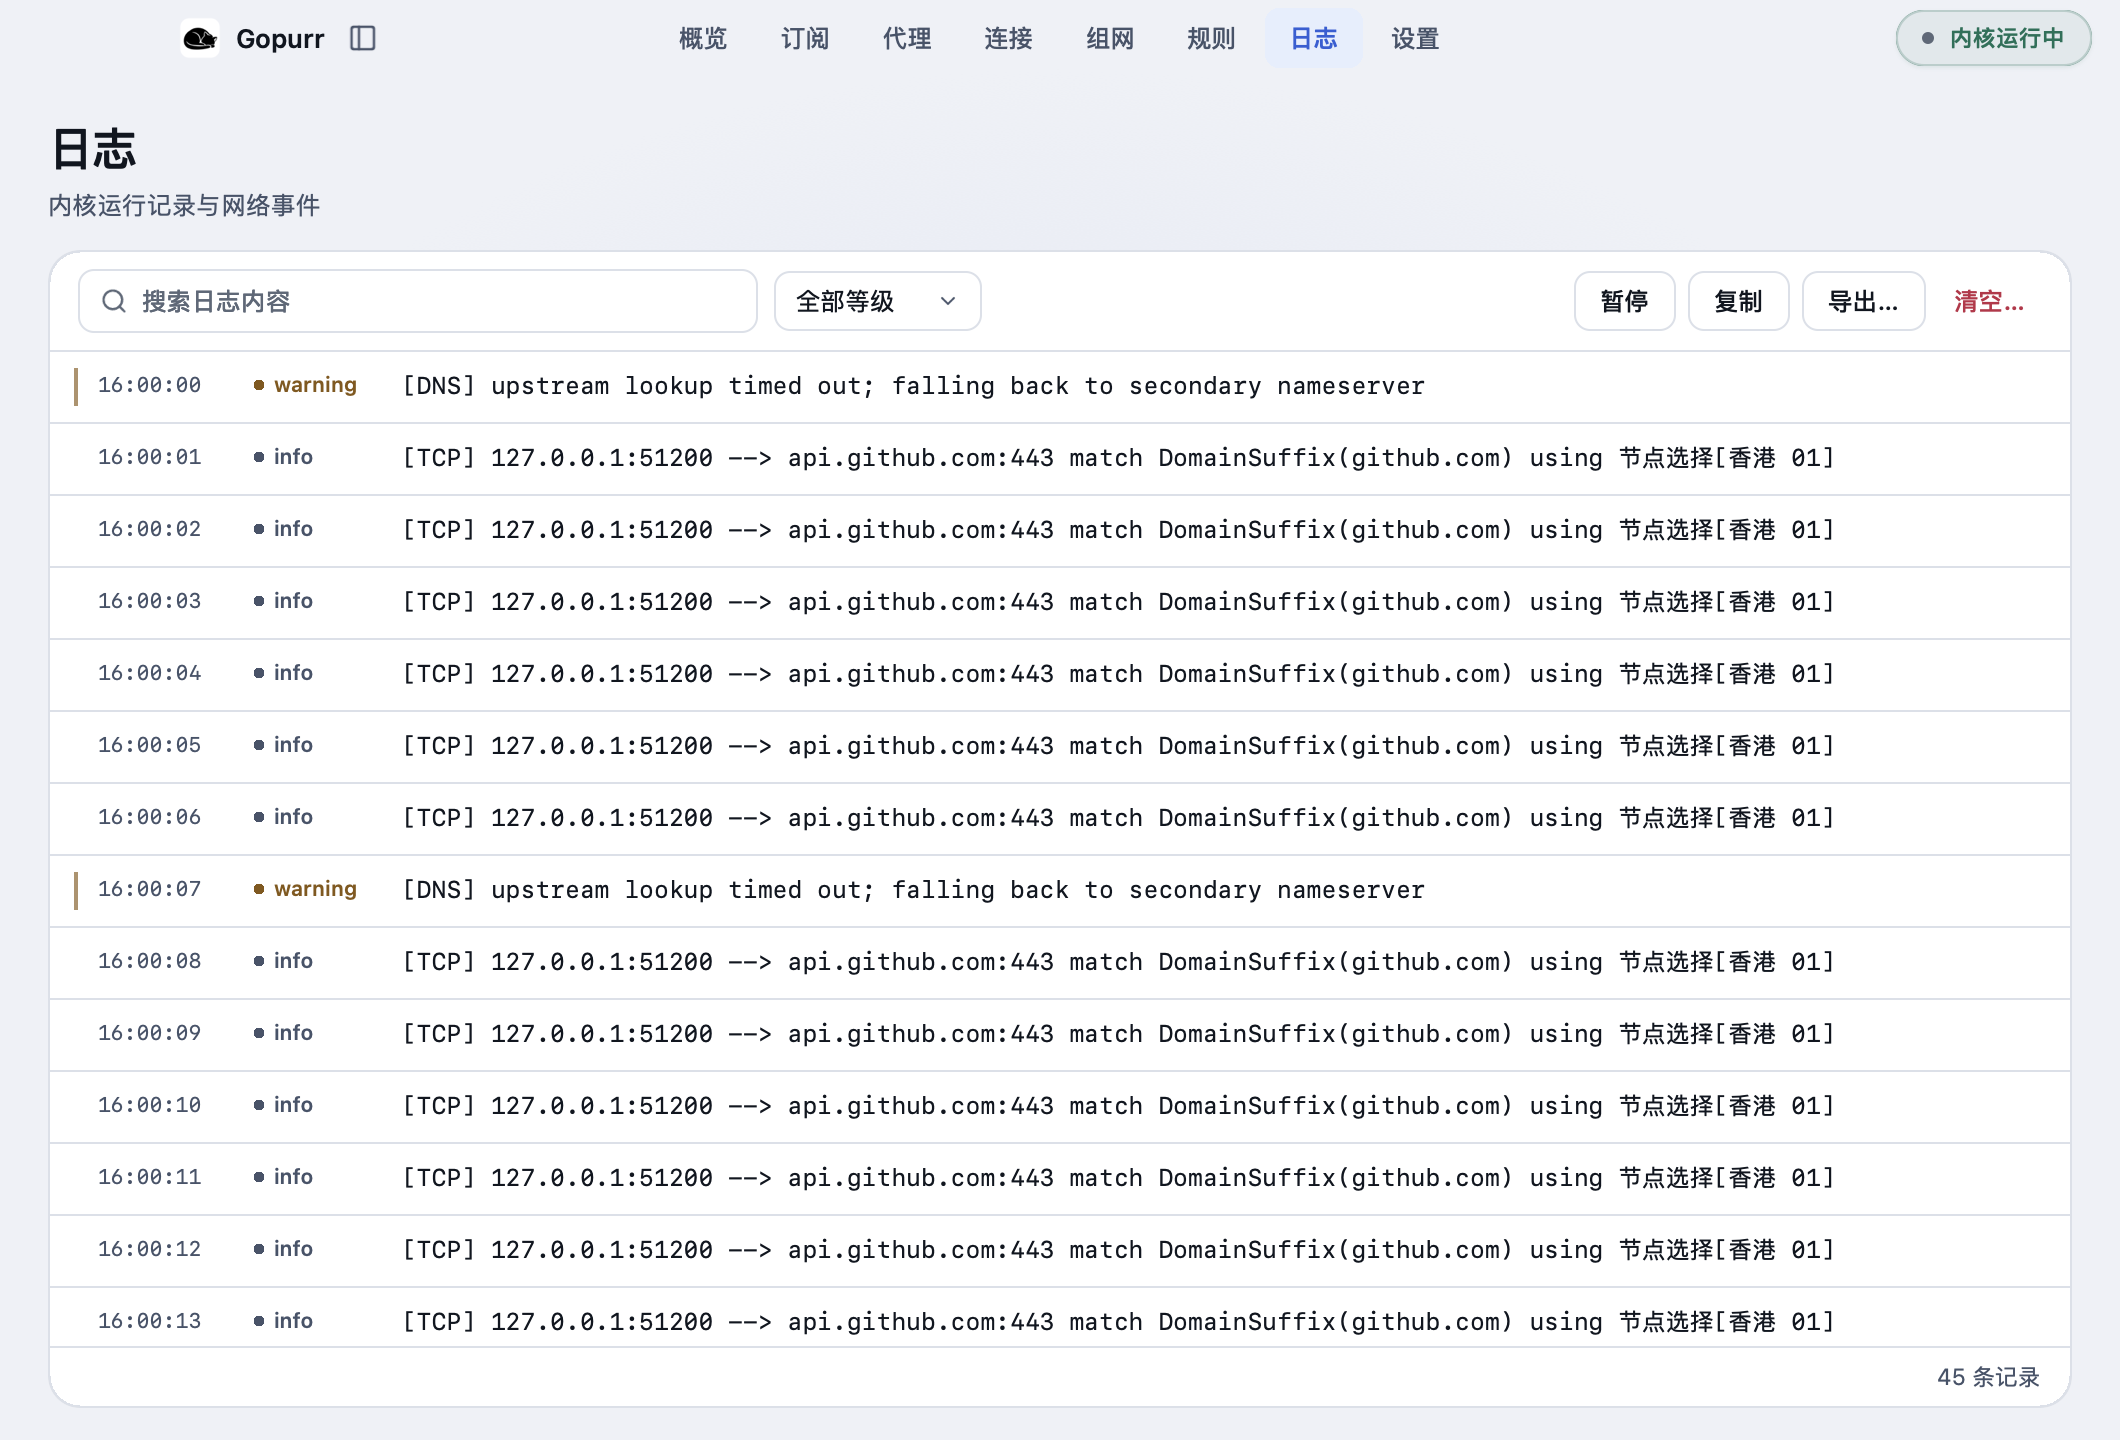 Gopurr
概览 订阅 代理 连接 组网 规则 日志 设置
内核运行中
日志
内核运行记录与网络事件
搜索日志内容 全部等级 暂停 复制 导出... 清空...
16:00:00 warning [DNS] upstream lookup timed out; falling back to secondary nameserver
16:00:01 info [TCP] 127.0.0.1:51200 --> api.github.com:443 match DomainSuffix(github.com) using 节点选择[香港 01]
16:00:02 info [TCP] 127.0.0.1:51200 --> api.github.com:443 match DomainSuffix(github.com) using 节点选择[香港 01]
16:00:03 info [TCP] 127.0.0.1:51200 --> api.github.com:443 match DomainSuffix(github.com) using 节点选择[香港 01]
16:00:04 info [TCP] 127.0.0.1:51200 --> api.github.com:443 match DomainSuffix(github.com) using 节点选择[香港 01]
16:00:05 info [TCP] 127.0.0.1:51200 --> api.github.com:443 match DomainSuffix(github.com) using 节点选择[香港 01]
16:00:06 info [TCP] 127.0.0.1:51200 --> api.github.com:443 match DomainSuffix(github.com) using 节点选择[香港 01]
16:00:07 warning [DNS] upstream lookup timed out; falling back to secondary nameserver
16:00:08 info [TCP] 127.0.0.1:51200 --> api.github.com:443 match DomainSuffix(github.com) using 节点选择[香港 01]
16:00:09 info [TCP] 127.0.0.1:51200 --> api.github.com:443 match DomainSuffix(github.com) using 节点选择[香港 01]
16:00:10 info [TCP] 127.0.0.1:51200 --> api.github.com:443 match DomainSuffix(github.com) using 节点选择[香港 01]
16:00:11 info [TCP] 127.0.0.1:51200 --> api.github.com:443 match DomainSuffix(github.com) using 节点选择[香港 01]
16:00:12 info [TCP] 127.0.0.1:51200 --> api.github.com:443 match DomainSuffix(github.com) using 节点选择[香港 01]
16:00:13 info [TCP] 127.0.0.1:51200 --> api.github.com:443 match DomainSuffix(github.com) using 节点选择[香港 01]
45 条记录